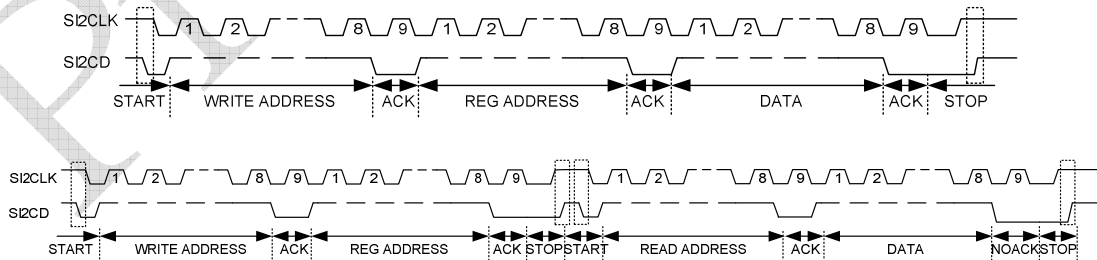 SI2CLK 1 2 8 9 1 2 8 9 1 2 8 9
SI2CD
START WRITE ADDRESS ACK REG ADDRESS ACK DATA ACK STOP
SI2CLK 1 2 8 9 1 2 8 9 1 2 8 9 1 2 8 9
SI2CD
START WRITE ADDRESS ACK REG ADDRESS ACK STOP START READ ADDRESS ACK DATA NOACK STOP